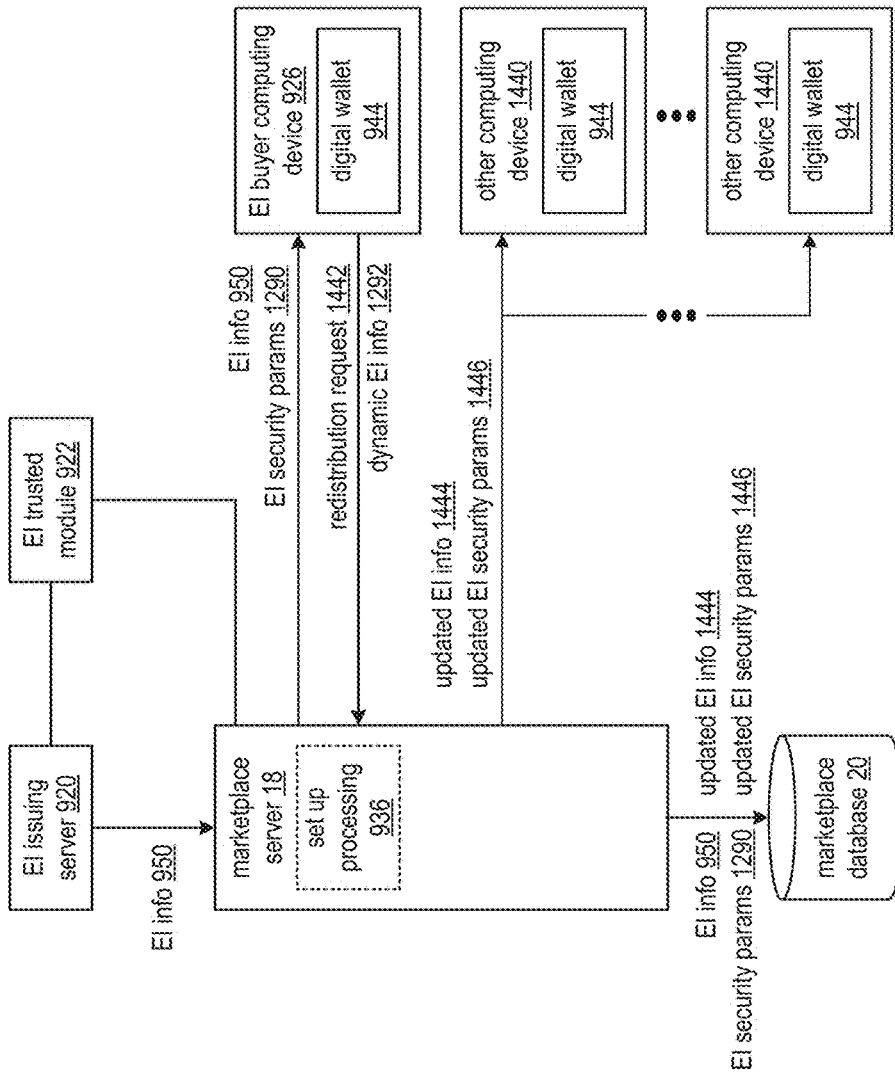 EI issuing
server 920
EI trusted
module 922
EI info 950
marketplace
server 18
set up
processing
936
EI info 950
EI security params 1290
redistribution request 1442
dynamic EI info 1292
EI buyer computing
device 926
digital wallet
944
updated EI info 1444
updated EI security params 1446
other computing
device 1440
digital wallet
944
other computing
device 1440
digital wallet
944
EI info 950
EI security params 1290
updated EI info 1444
updated EI security params 1446
marketplace
database 20